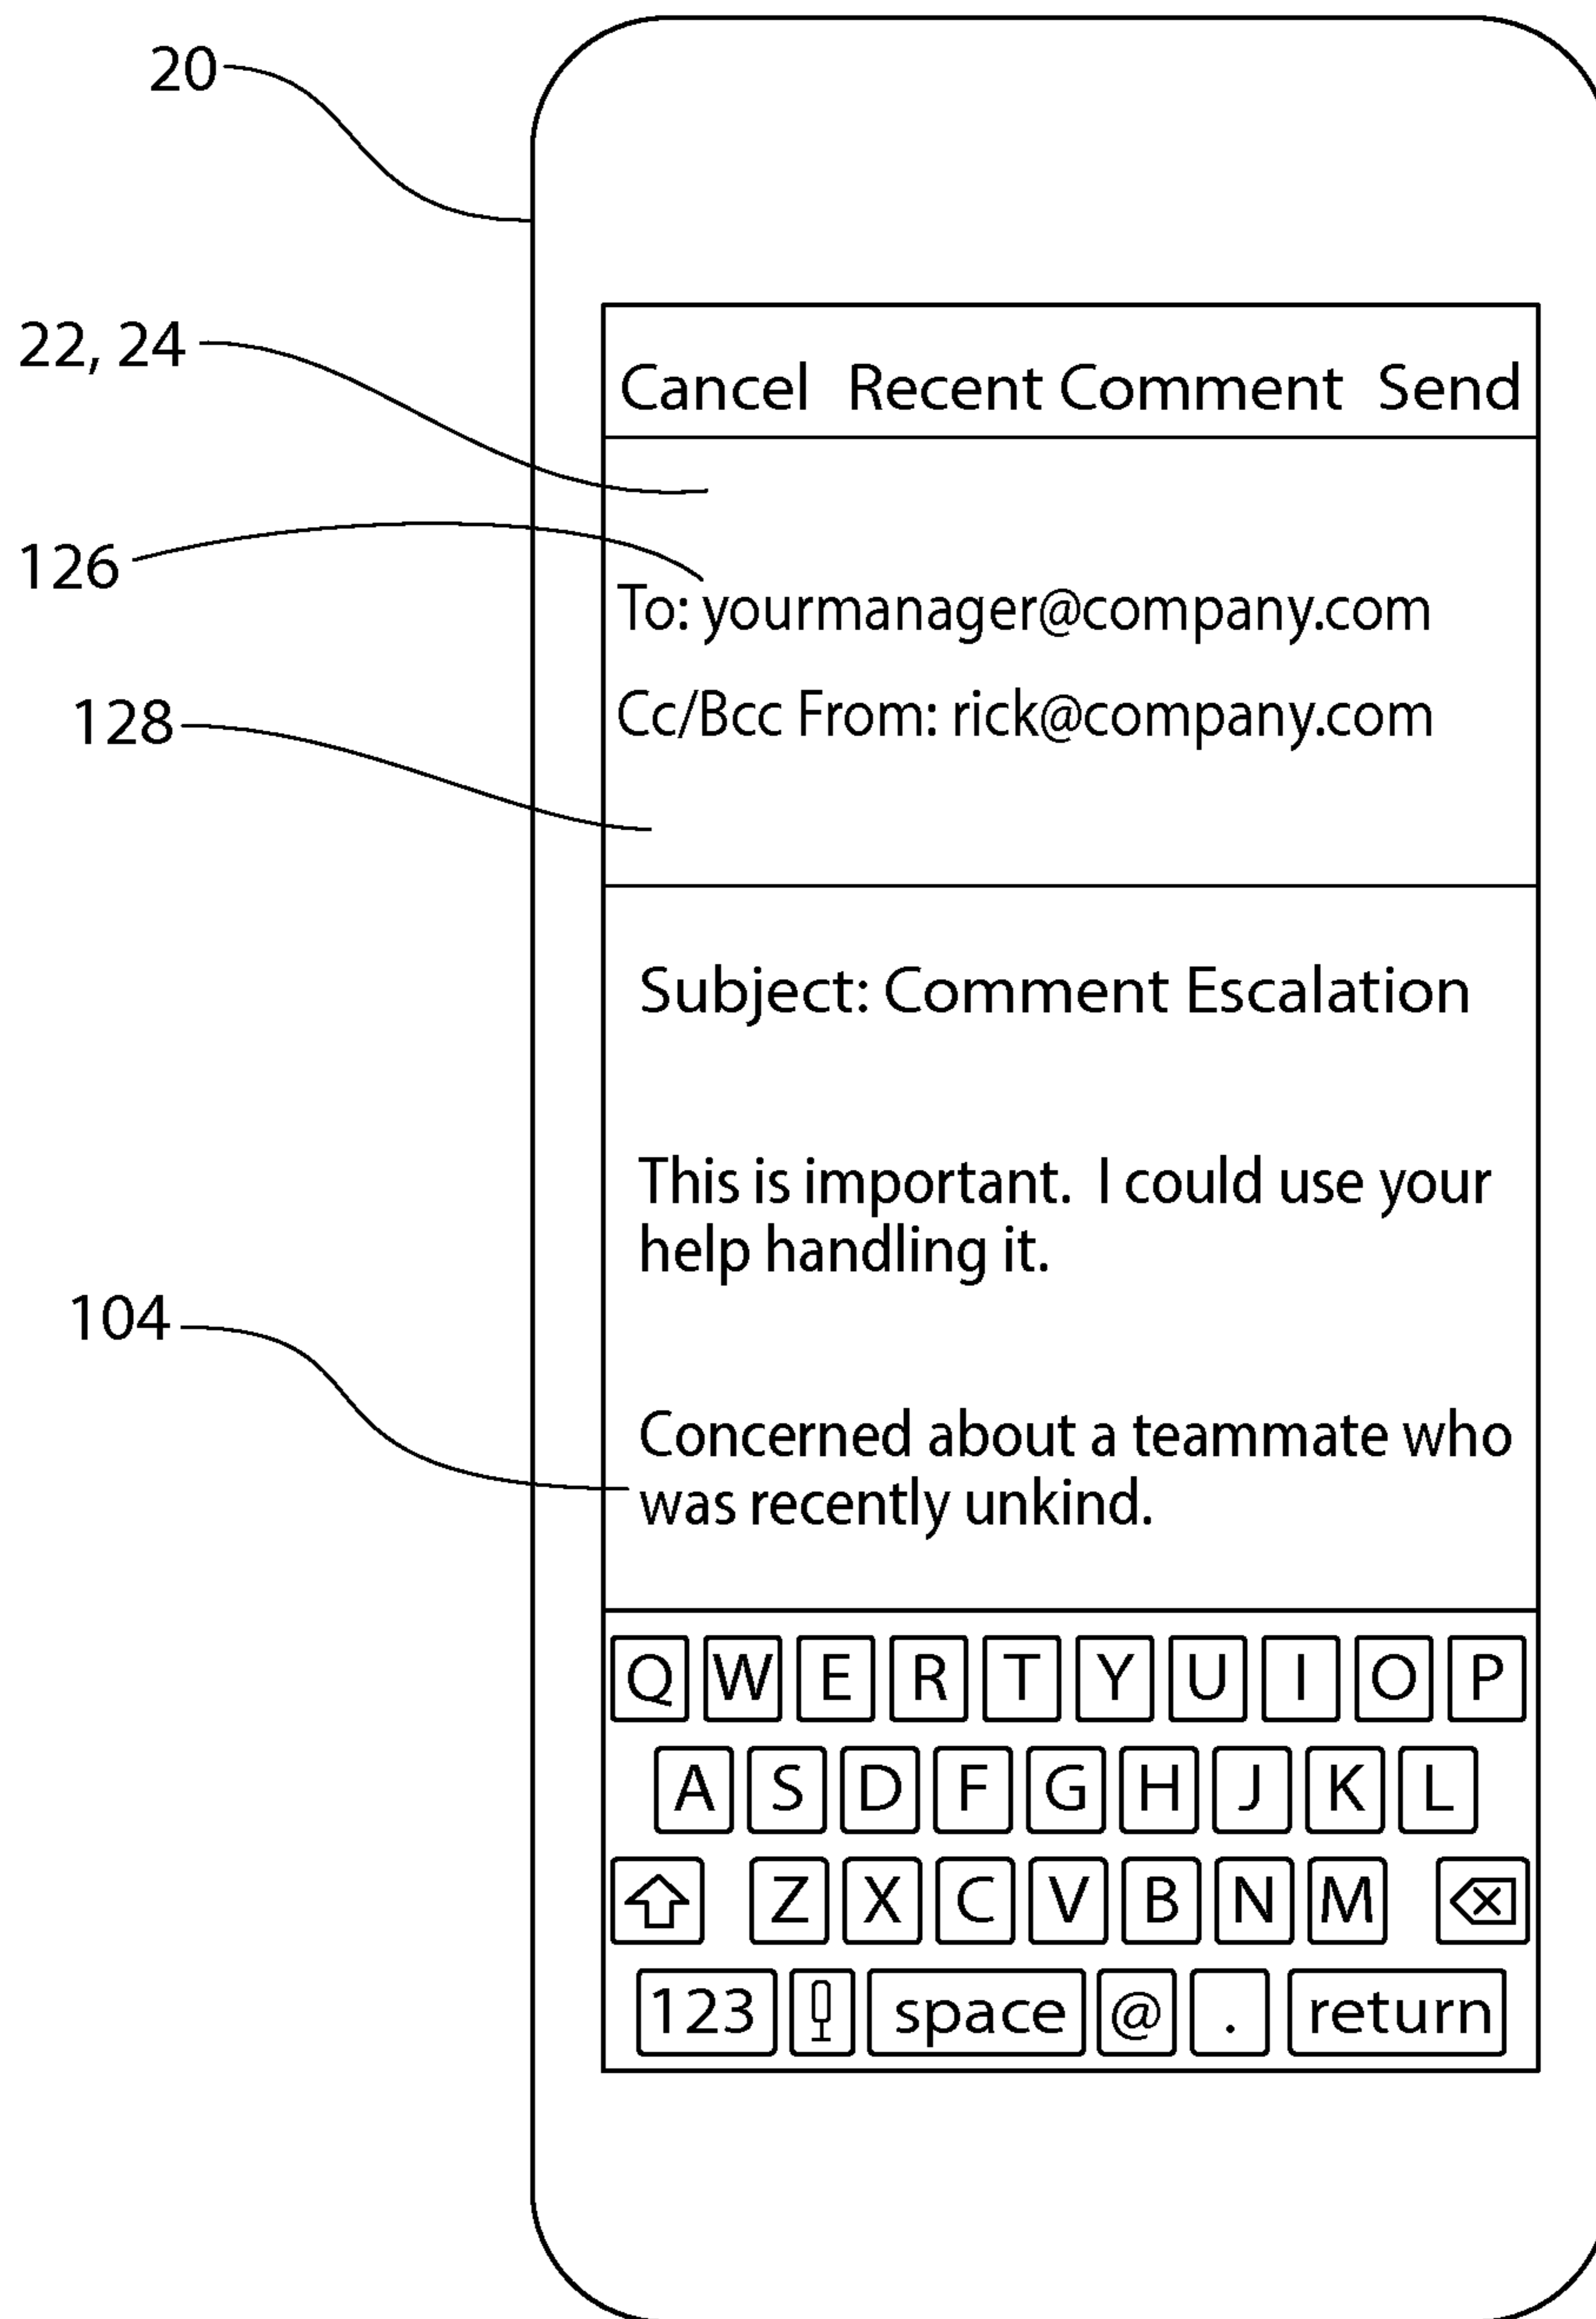 20
22, 24
Cancel Recent Comment Send
126
To: yourmanager@company.com
128
Cc/Bcc From: rick@company.com
Subject: Comment Escalation
This is important. I could use your
help handling it.
104
Concerned about a teammate who
was recently unkind.
Q W E R T Y U I O P
A S D F G H J K L
Z X C V B N M
123 space @ . return